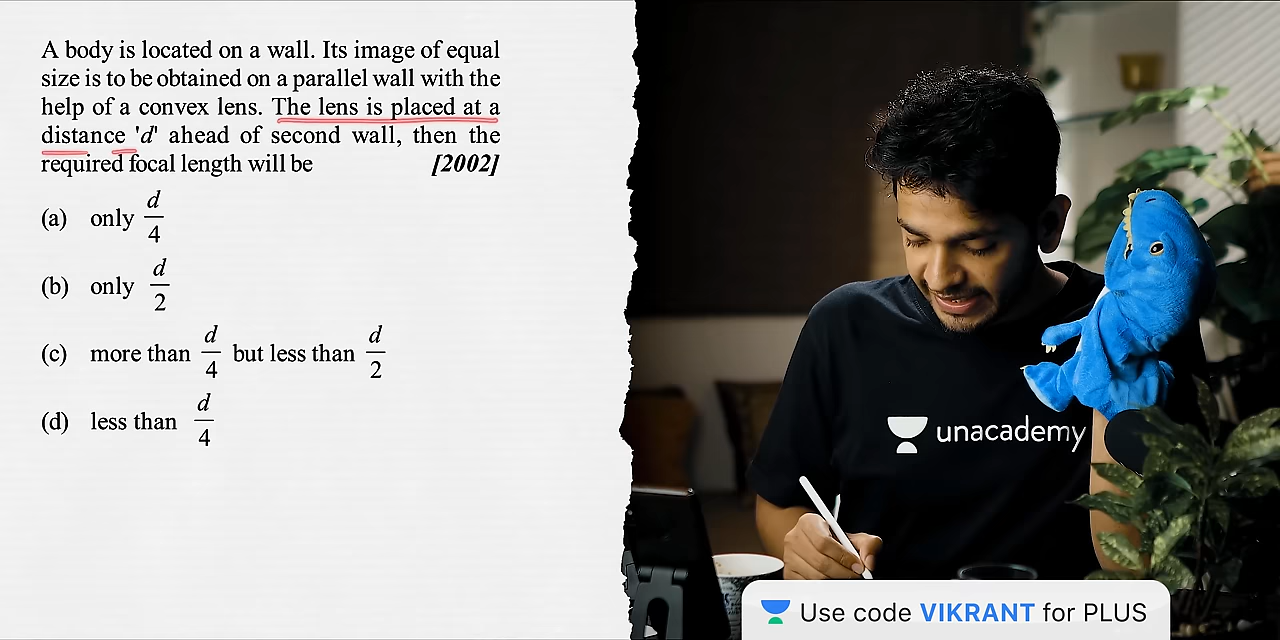 A body is located on a wall. Its image of equal
size is to be obtained on a parallel wall with the
help of a convex lens. The lens is placed at a
distance 'd' ahead of second wall, then the
required focal length will be [2002]
(a) only d/4
(b) only d/2
(c) more than d/4 but less than d/2
(d) less than d/4
unacademy
Use code VIKRANT for PLUS